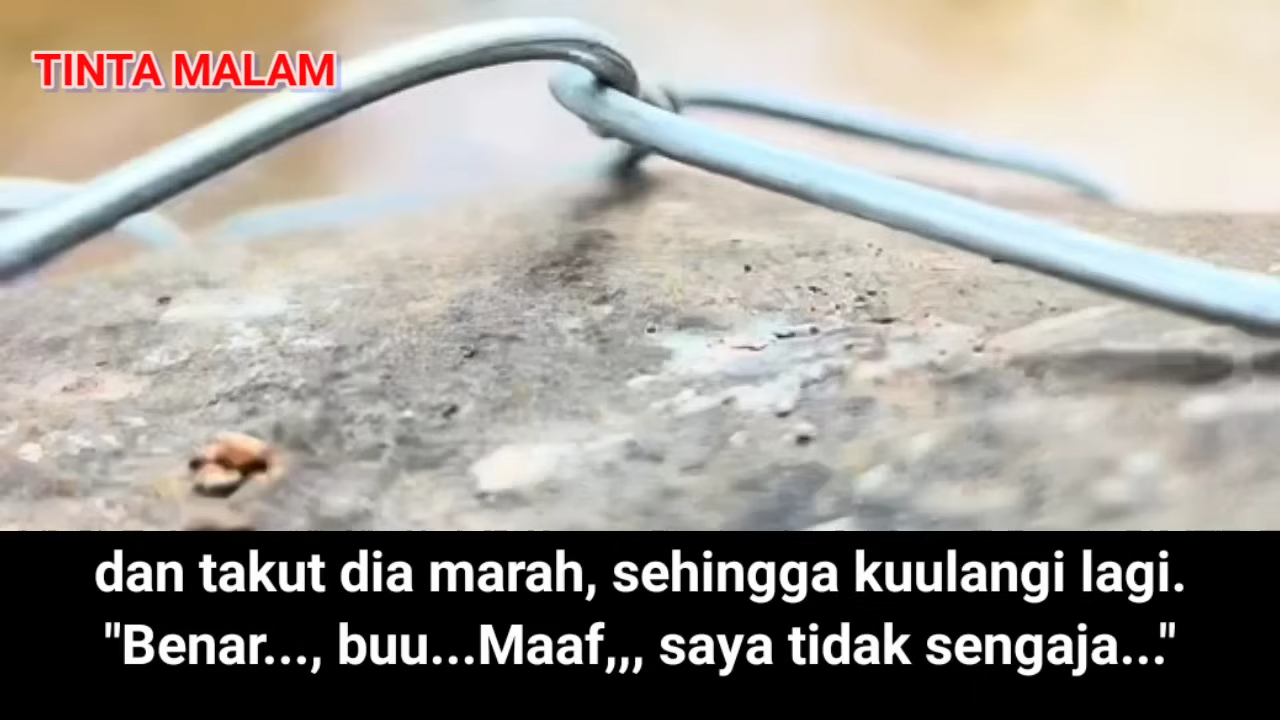 TINTA MALAM
dan takut dia marah, sehingga kuulangi lagi.
"Benar..., buu...Maaf,,, saya tidak sengaja..."